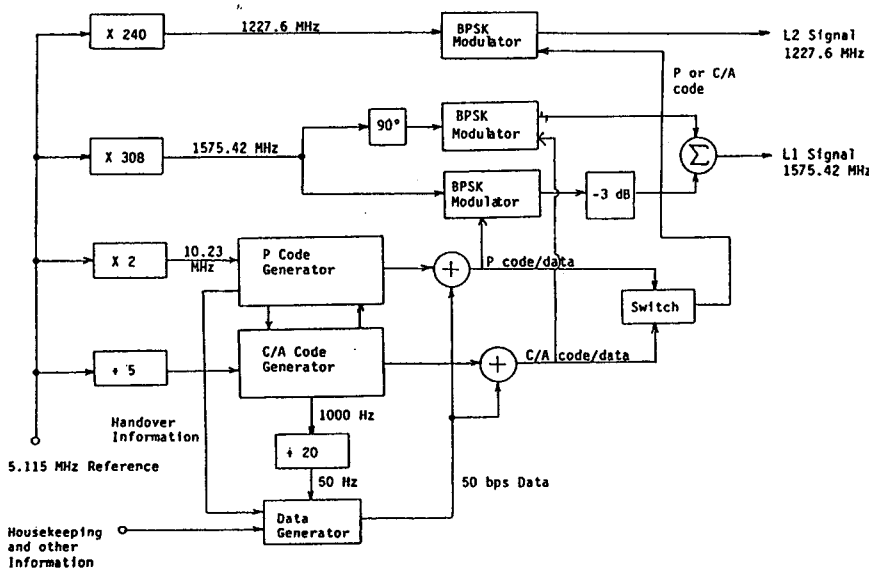 X 240
1227.6 MHz
BPSK
Modulator
L2 Signal
1227.6 MHz
P or C/A
code
X 308
1575.42 MHz
90°
BPSK
Modulator
Σ
L1 Signal
1575.42 MHz
BPSK
Modulator
-3 dB
X 2
10.23
MHz
P Code
Generator
+
P code/data
Switch
÷ 5
C/A Code
Generator
+
C/A code/data
1000 Hz
Handover
Information
÷ 20
5.115 MHz Reference
50 Hz
50 bps Data
Data
Generator
Housekeeping
and other
Information